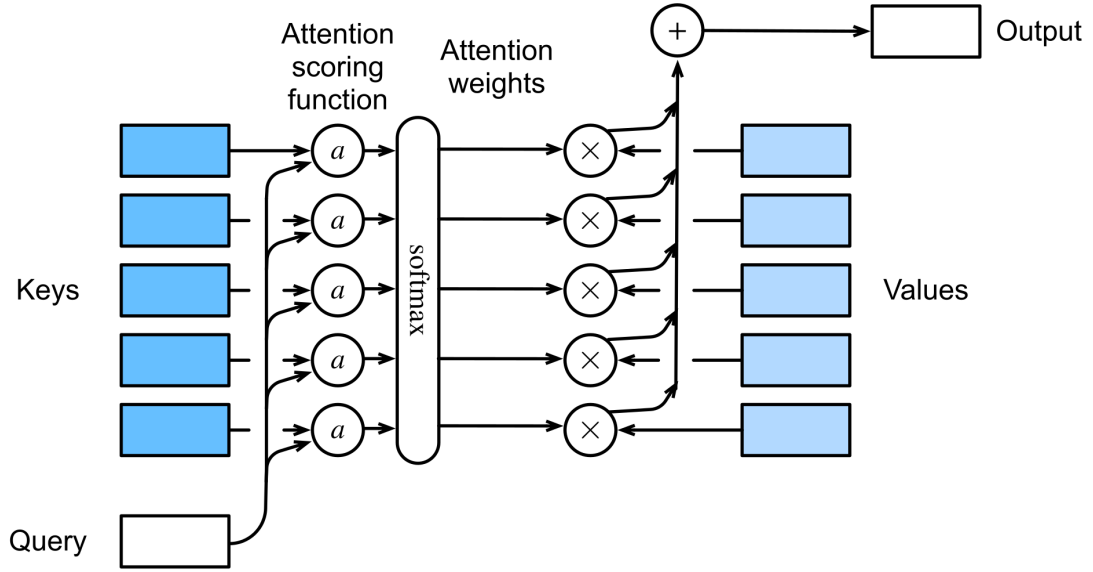 Attention
scoring
function
Attention
weights
+
Output
a
×
a
×
Keys
a
softmax
×
Values
a
×
a
×
Query